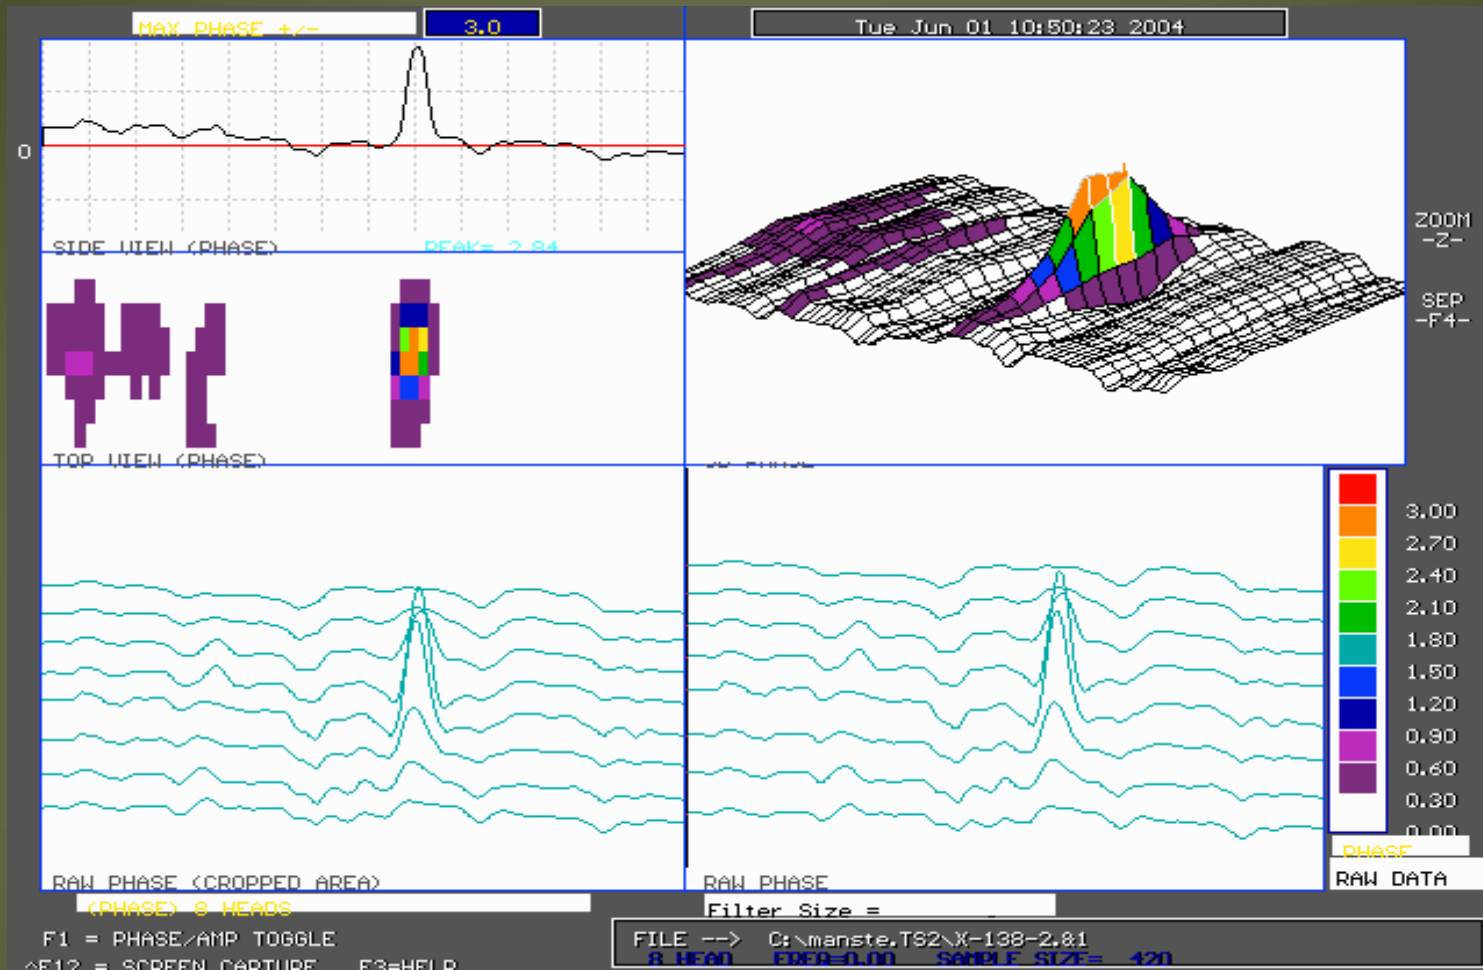 MAX PHASE +/-
3.0
Tue Jun 01 10:50:23 2004
0
SIDE VIEW (PHASE)
PEAK= 2.84
ZOOM
-Z-
SEP
-F4-
TOP VIEW (PHASE)
3.00
2.70
2.40
2.10
1.80
1.50
1.20
0.90
0.60
0.30
0.00
PHASE
RAW DATA
RAW PHASE (CROPPED AREA)
RAW PHASE
(PHASE) 8 HEADS
Filter Size =
F1 = PHASE/AMP TOGGLE
FILE --> C:\manste.TS2\X-138-2.&1
^F12 = SCREEN CAPTURE F3=HELP
8 HEAD FREQ=0.00 SAMPLE SIZE= 420